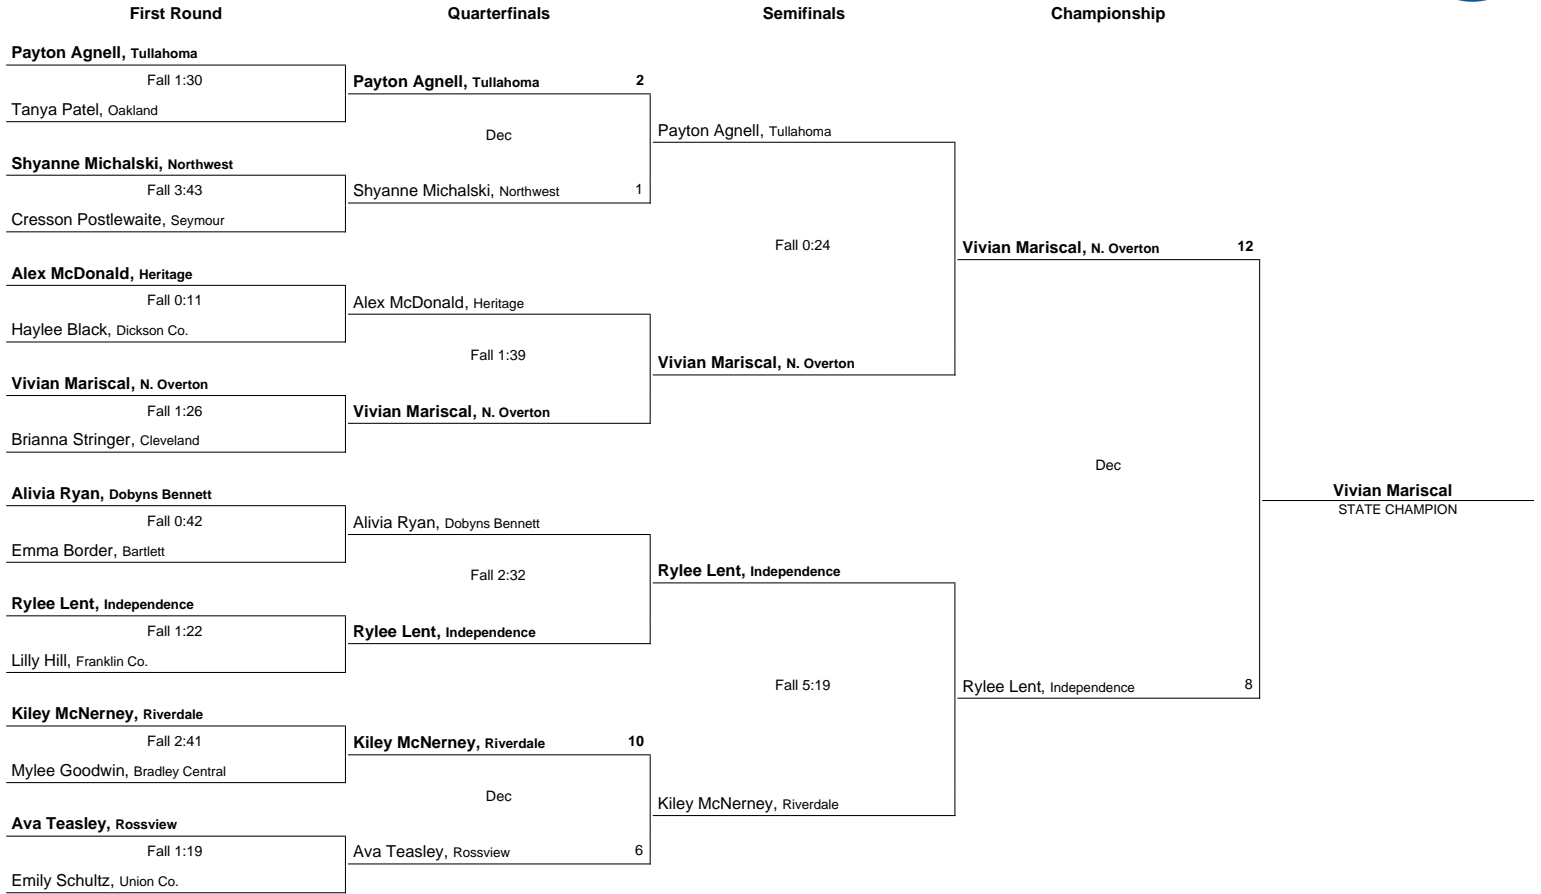 First Round
Quarterfinals
Semifinals
Championship
Payton Agnell, Tullahoma
Fall 1:30
Tanya Patel, Oakland
Shyanne Michalski, Northwest
Fall 3:43
Cresson Postlewaite, Seymour
Alex McDonald, Heritage
Fall 0:11
Haylee Black, Dickson Co.
Vivian Mariscal, N. Overton
Fall 1:26
Brianna Stringer, Cleveland
Alivia Ryan, Dobyns Bennett
Fall 0:42
Emma Border, Bartlett
Rylee Lent, Independence
Fall 1:22
Lilly Hill, Franklin Co.
Kiley McNerney, Riverdale
Fall 2:41
Mylee Goodwin, Bradley Central
Ava Teasley, Rossview
Fall 1:19
Emily Schultz, Union Co.
Payton Agnell, Tullahoma 2
Dec
Shyanne Michalski, Northwest 1
Alex McDonald, Heritage
Fall 1:39
Vivian Mariscal, N. Overton
Alivia Ryan, Dobyns Bennett
Fall 2:32
Rylee Lent, Independence
Kiley McNerney, Riverdale 10
Dec
Ava Teasley, Rossview 6
Payton Agnell, Tullahoma
Fall 0:24
Vivian Mariscal, N. Overton
Rylee Lent, Independence
Fall 5:19
Kiley McNerney, Riverdale
Vivian Mariscal, N. Overton 12
Dec
Rylee Lent, Independence 8
Vivian Mariscal
STATE CHAMPION